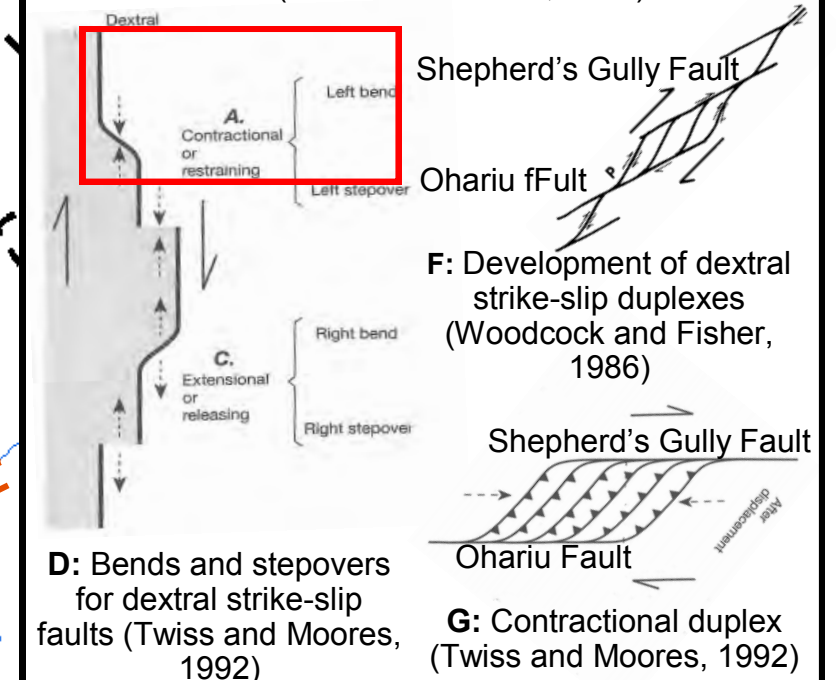 Dextral
A.
Contractional
or
restraining
Left bend
Left stepover
C.
Extensional
or
releasing
Right bend
Right stepover
D: Bends and stepovers
for dextral strike-slip
faults (Twiss and Moores,
1992)
Shepherd's Gully Fault
P
Ohariu fFult
F: Development of dextral
strike-slip duplexes
(Woodcock and Fisher,
1986)
Shepherd's Gully Fault
After
displacement
Ohariu Fault
G: Contractional duplex
(Twiss and Moores, 1992)